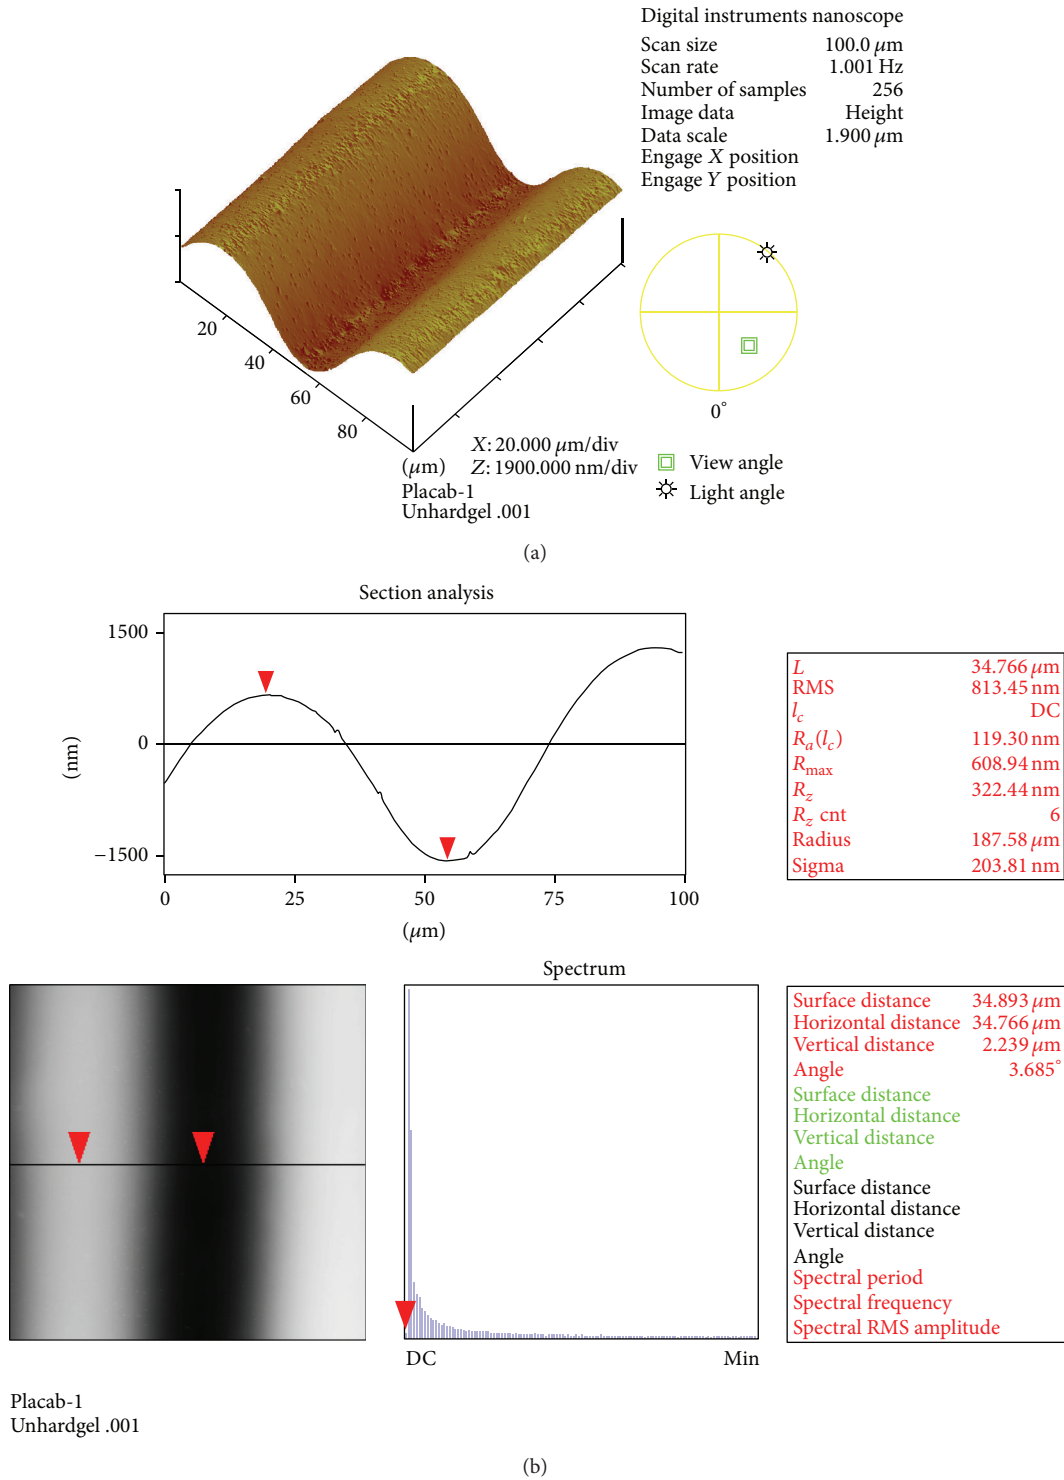 Digital instruments nanoscope
Scan size 100.0 μm
Scan rate 1.001 Hz
Number of samples 256
Image data Height
Data scale 1.900 μm
Engage X position
Engage Y position
20
40
60
80
(μm)
X: 20.000 μm/div
Z: 1900.000 nm/div
Placab-1
Unhardgel .001
0°
View angle
Light angle
(a)
Section analysis
1500
0
−1500
(nm)
0 25 50 75 100
(μm)
L 34.766 μm
RMS 813.45 nm
l_c DC
R_a(l_c) 119.30 nm
R_max 608.94 nm
R_z 322.44 nm
R_z cnt 6
Radius 187.58 μm
Sigma 203.81 nm
Spectrum
DC Min
Surface distance 34.893 μm
Horizontal distance 34.766 μm
Vertical distance 2.239 μm
Angle 3.685°
Surface distance
Horizontal distance
Vertical distance
Angle
Surface distance
Horizontal distance
Vertical distance
Angle
Spectral period
Spectral frequency
Spectral RMS amplitude
Placab-1
Unhardgel .001
(b)